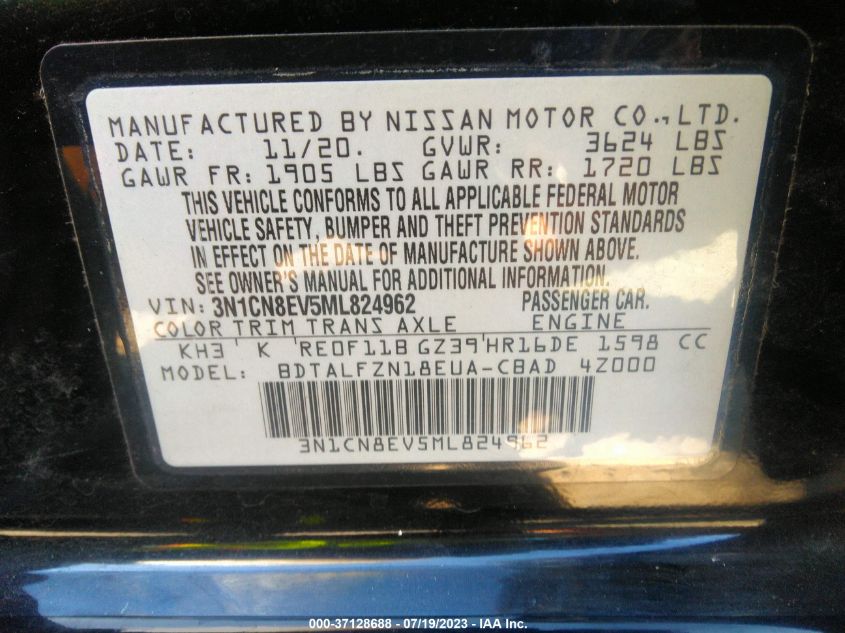 MANUFACTURED BY NISSAN MOTOR CO., LTD.
DATE: 11/20. GVWR: 3624 LBS
GAWR FR: 1905 LBS GAWR RR: 1720 LBS
THIS VEHICLE CONFORMS TO ALL APPLICABLE FEDERAL MOTOR
VEHICLE SAFETY, BUMPER AND THEFT PREVENTION STANDARDS
IN EFFECT ON THE DATE OF MANUFACTURE SHOWN ABOVE.
SEE OWNER'S MANUAL FOR ADDITIONAL INFORMATION.
VIN: 3N1CN8EV5ML824962 PASSENGER CAR.
COLOR TRIM TRANS AXLE ENGINE
KH3 ' K ' RE0F11B GZ39 ' HR16DE 1598 CC
MODEL: BDTALFZN18EUA-CBAD 4Z000
3N1CN8EV5ML824962
000-37128688 - 07/19/2023 - IAA Inc.